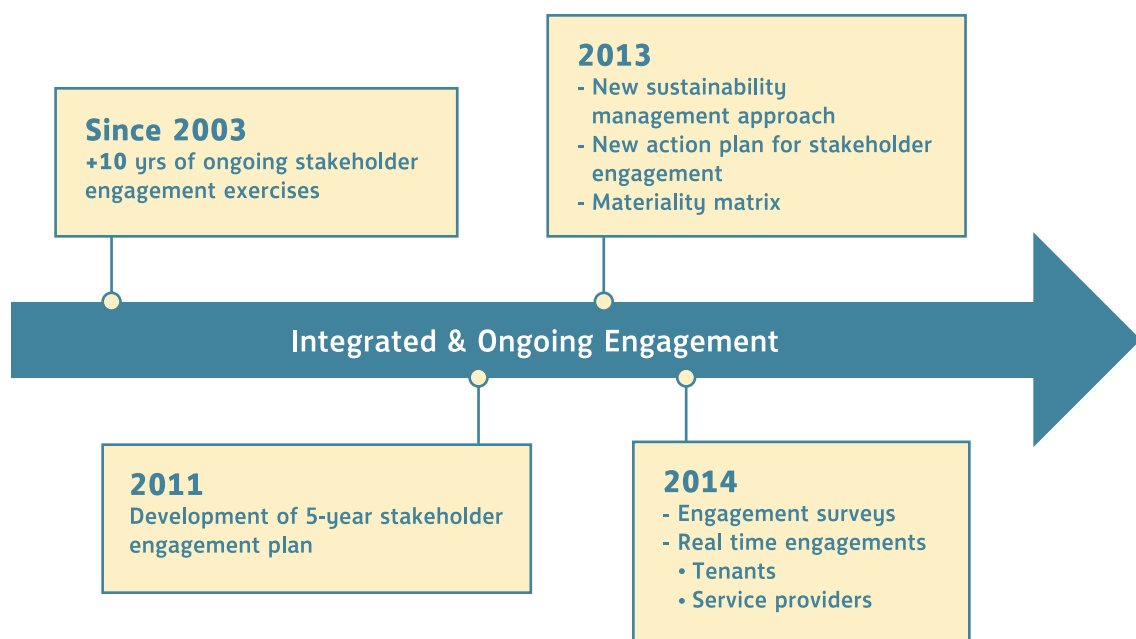 Since 2003
+10 yrs of ongoing stakeholder
engagement exercises
2013
- New sustainability
management approach
- New action plan for stakeholder
engagement
- Materiality matrix
Integrated & Ongoing Engagement
2011
Development of 5-year stakeholder
engagement plan
2014
- Engagement surveys
- Real time engagements
• Tenants
• Service providers